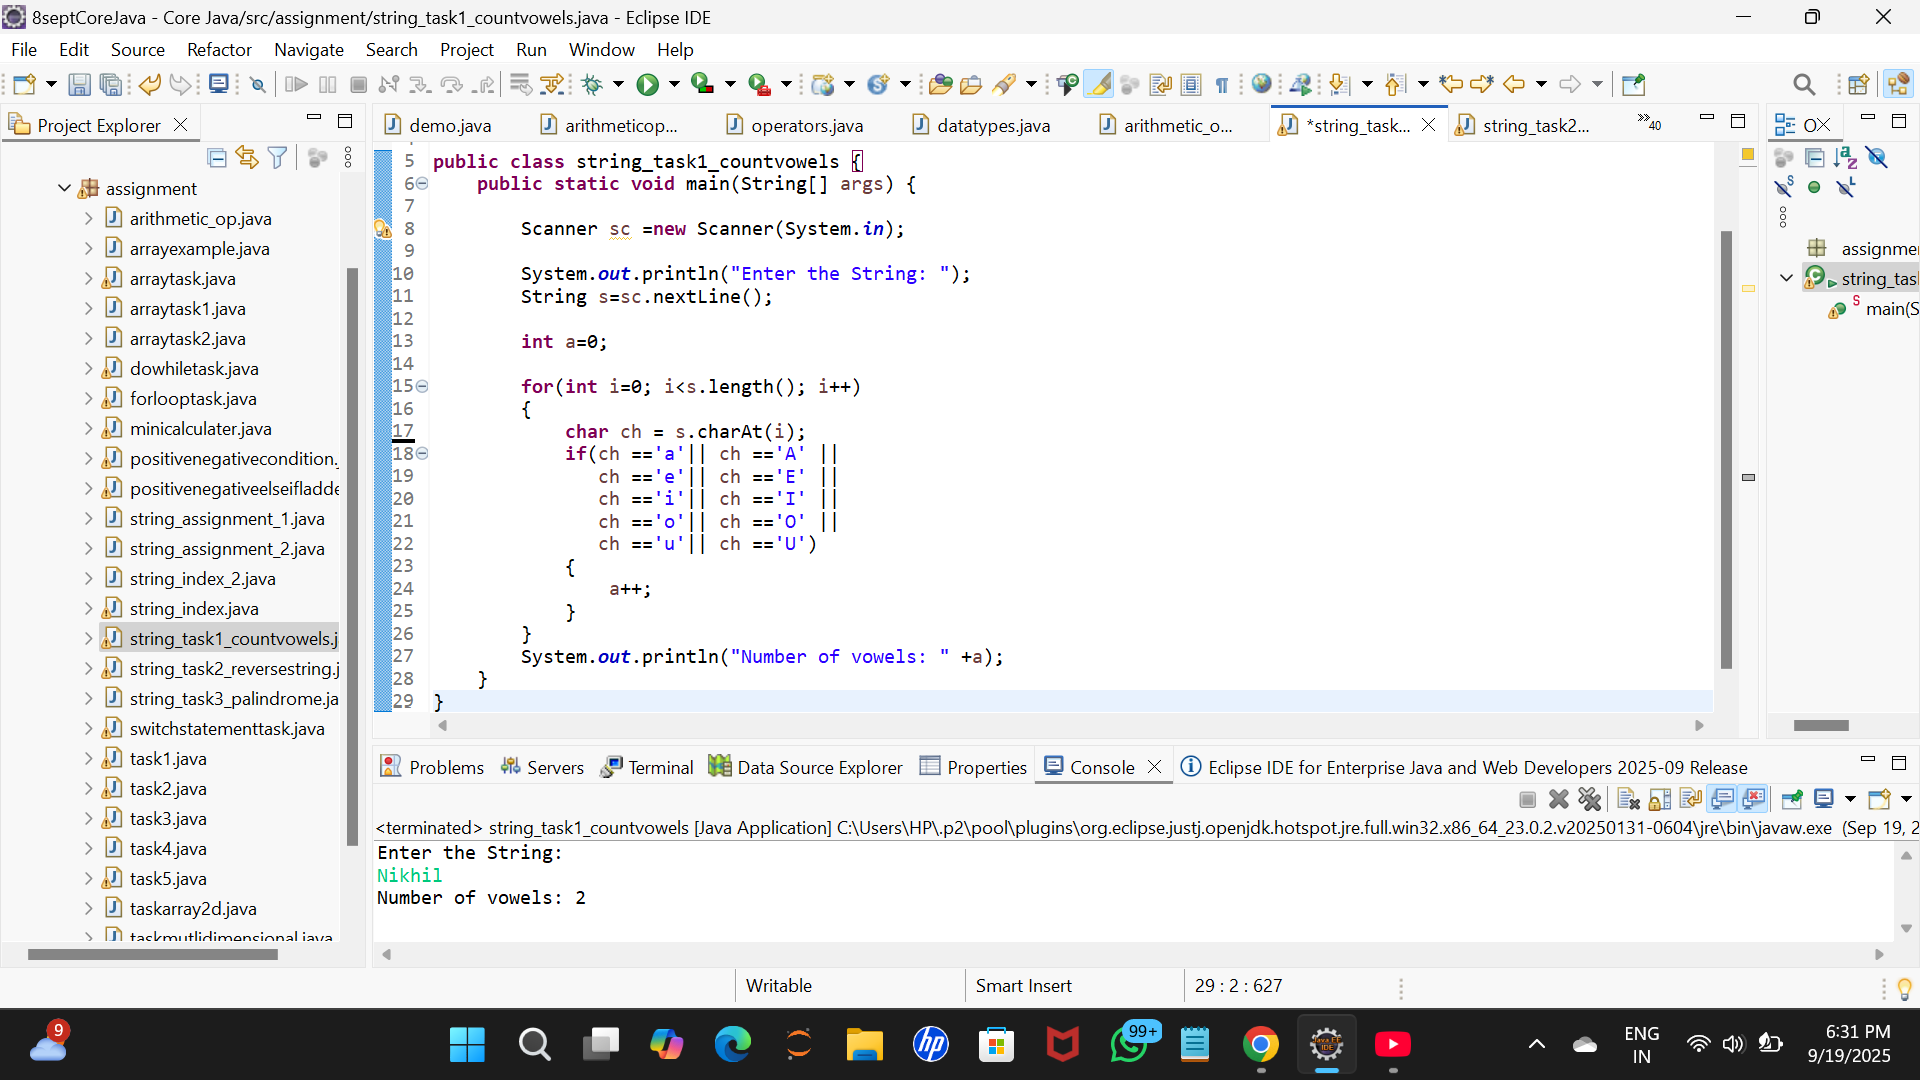 8septCoreJava - Core Java/src/assignment/string_task1_countvowels.java - Eclipse IDE
File Edit Source Refactor Navigate Search Project Run Window Help
Project Explorer
demo.java arithmeticop... operators.java datatypes.java arithmetic_o... *string_task... string_task2... »40
assignment
arithmetic_op.java
arrayexample.java
arraytask.java
arraytask1.java
arraytask2.java
dowhiletask.java
forlooptask.java
minicalculater.java
positivenegativecondition.
positivenegativeelseifladde
string_assignment_1.java
string_assignment_2.java
string_index_2.java
string_index.java
string_task1_countvowels.j
string_task2_reversestring.j
string_task3_palindrome.ja
switchstatementtask.java
task1.java
task2.java
task3.java
task4.java
task5.java
taskarray2d.java
taskmutlidimensional.java
5 public class string_task1_countvowels {
6 public static void main(String[] args) {
7
8 Scanner sc =new Scanner(System.in);
9
10 System.out.println("Enter the String: ");
11 String s=sc.nextLine();
12
13 int a=0;
14
15 for(int i=0; i<s.length(); i++)
16 {
17 char ch = s.charAt(i);
18 if(ch =='a'|| ch =='A' ||
19 ch =='e'|| ch =='E' ||
20 ch =='i'|| ch =='I' ||
21 ch =='o'|| ch =='O' ||
22 ch =='u'|| ch =='U')
23 {
24 a++;
25 }
26 }
27 System.out.println("Number of vowels: " +a);
28 }
29 }
assignme
string_tas
main(S
Problems Servers Terminal Data Source Explorer Properties Console Eclipse IDE for Enterprise Java and Web Developers 2025-09 Release
<terminated> string_task1_countvowels [Java Application] C:\Users\HP\.p2\pool\plugins\org.eclipse.justj.openjdk.hotspot.jre.full.win32.x86_64_23.0.2.v20250131-0604\jre\bin\javaw.exe (Sep 19, 2
Enter the String:
Nikhil
Number of vowels: 2
Writable Smart Insert 29 : 2 : 627
9
99+
ENG
IN
6:31 PM
9/19/2025